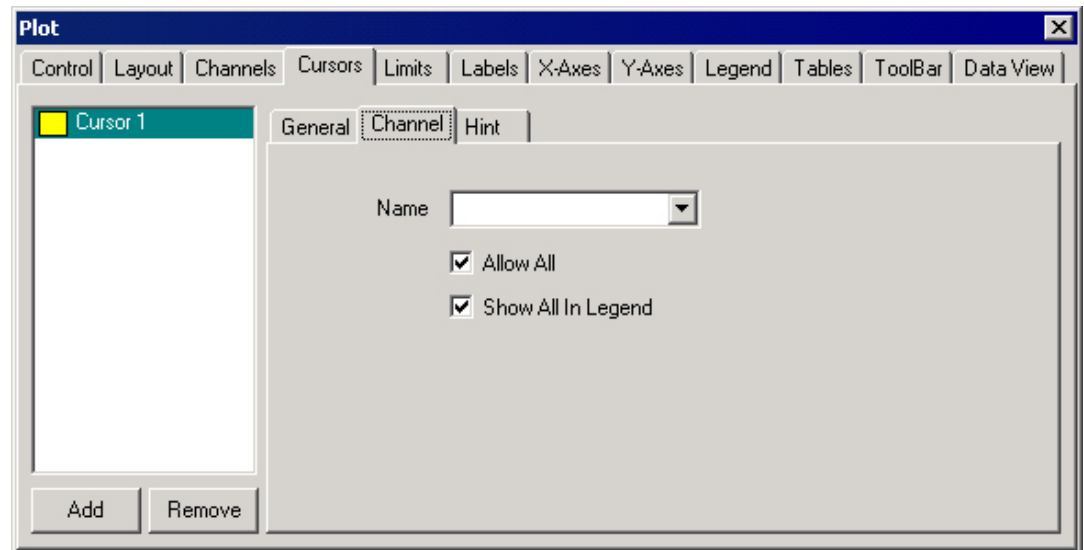 Plot
Control Layout Channels Cursors Limits Labels X-Axes Y-Axes Legend Tables ToolBar Data View
Cursor 1
General Channel Hint
Name
Allow All
Show All In Legend
Add Remove